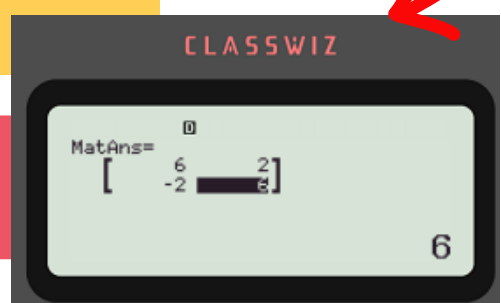 CLASSWIZ
D
MatAns=
[ 6 2
-2 6 ]
6